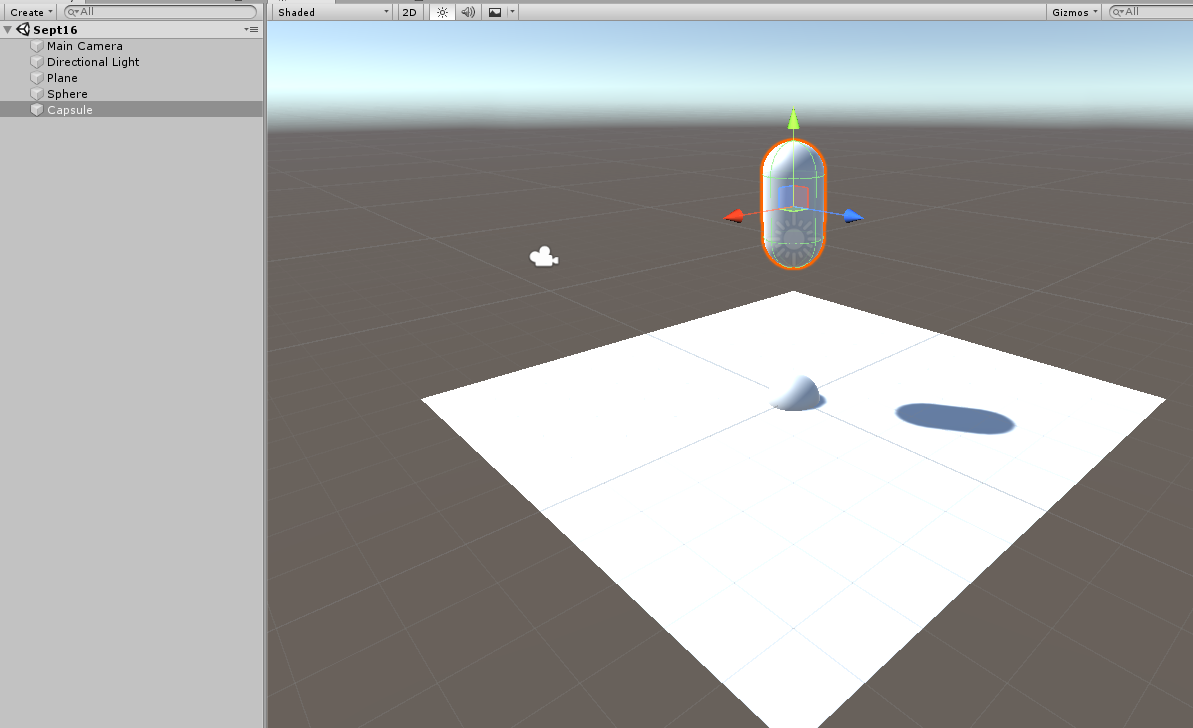 Create All Shaded 2D Gizmos All
Sept16
Main Camera
Directional Light
Plane
Sphere
Capsule